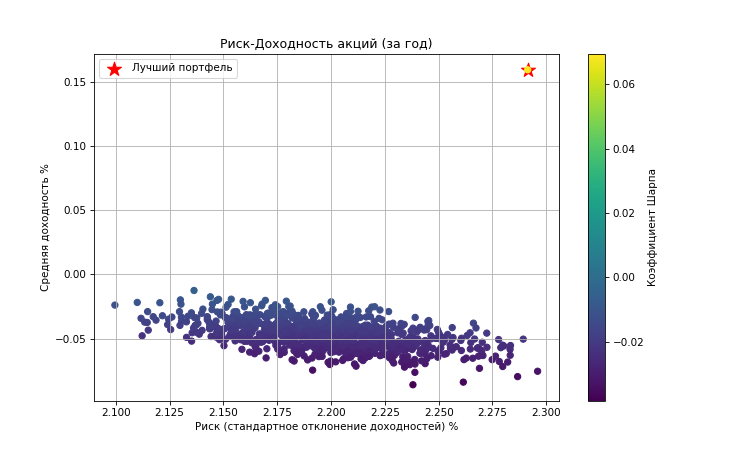 Риск-Доходность акций (за год)
Лучший портфель
Средняя доходность %
0.15
0.10
0.05
0.00
−0.05
2.100 2.125 2.150 2.175 2.200 2.225 2.250 2.275 2.300
Риск (стандартное отклонение доходностей) %
0.06
0.04
0.02
0.00
−0.02
Коэффициент Шарпа